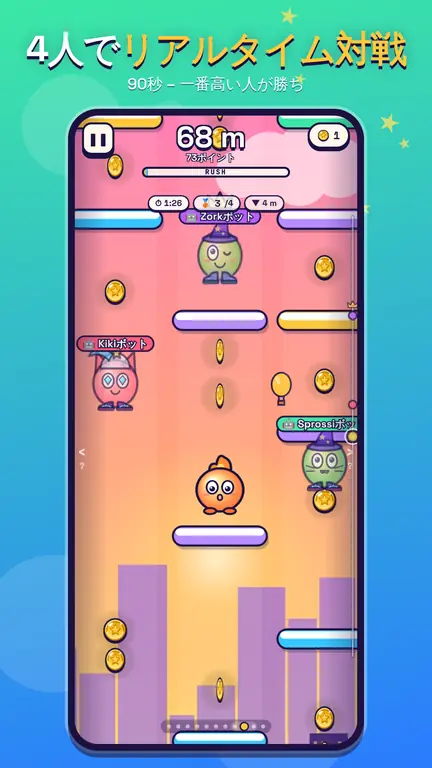 4人でリアルタイム対戦
90秒 – 一番高い人が勝ち
68 m
1
73ポイント
RUSH
1:26
3 /4
▼ 4 m
Zorkボット
Kikiボット
Sprossiボッ
< >
? ?